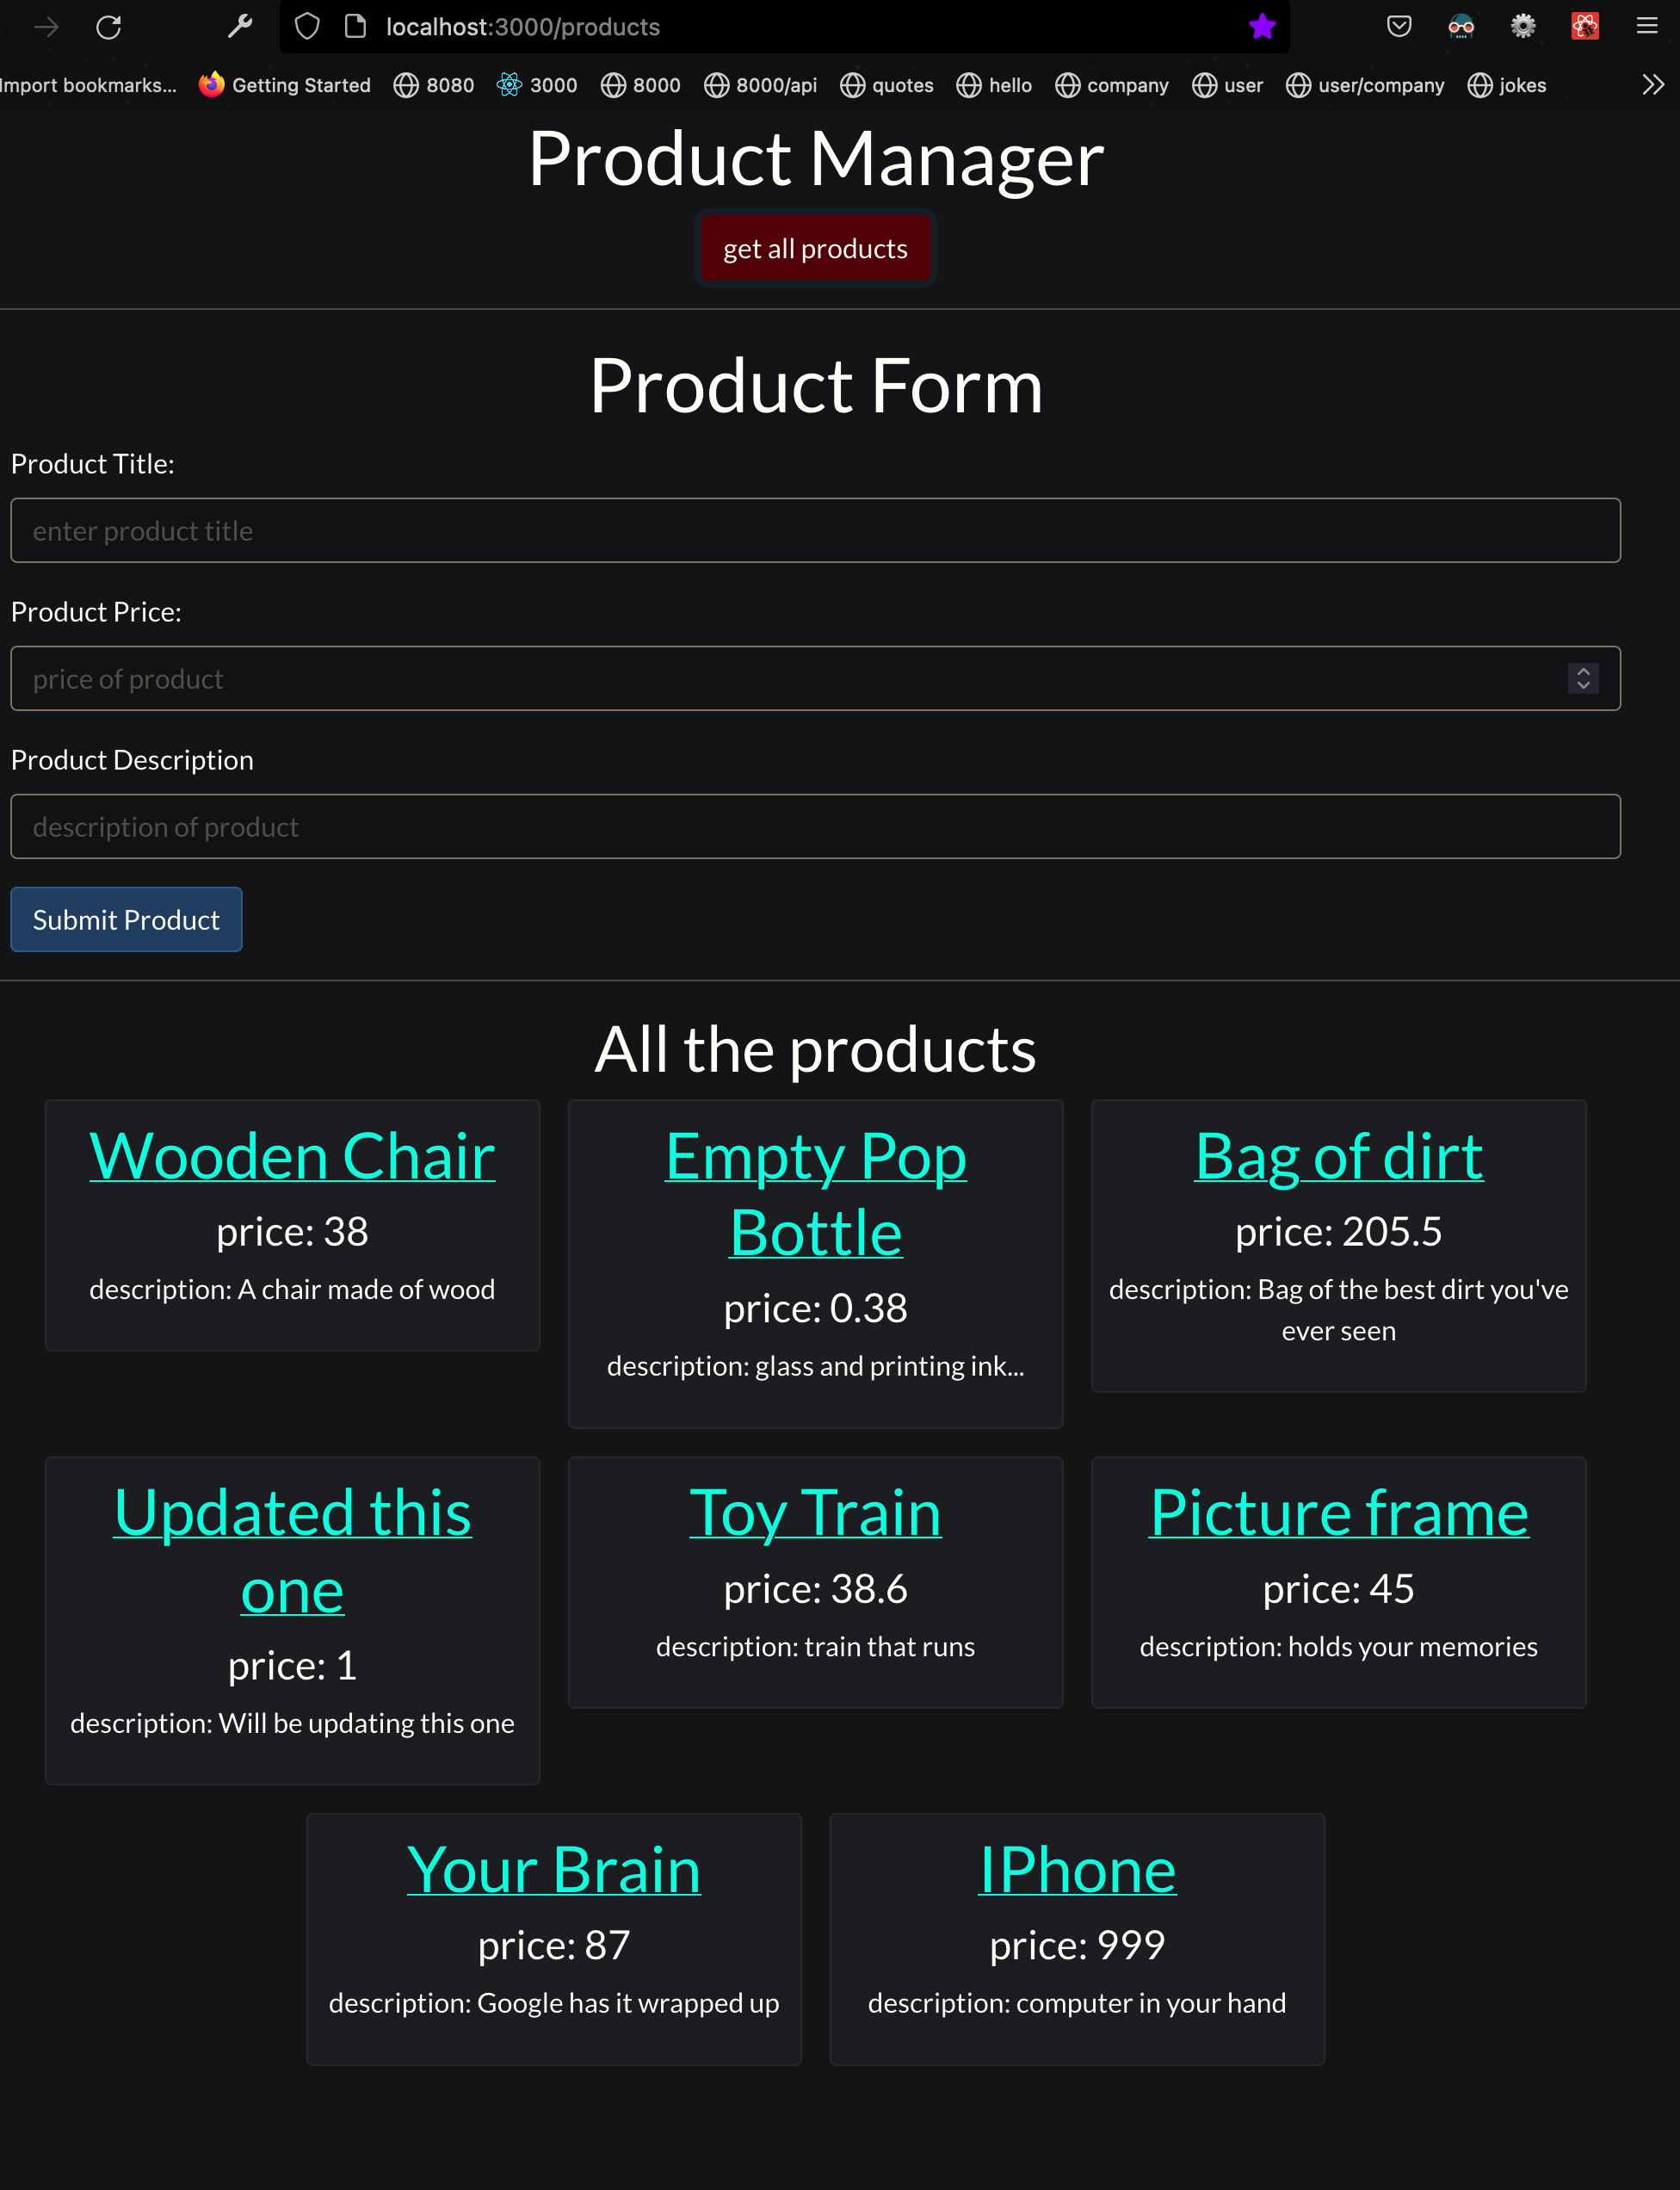 localhost:3000/products
Import bookmarks... Getting Started 8080 3000 8000 8000/api quotes hello company user user/company jokes
Product Manager
get all products
Product Form
Product Title:
enter product title
Product Price:
price of product
Product Description
description of product
Submit Product
All the products
Wooden Chair
price: 38
description: A chair made of wood
Empty Pop
Bottle
price: 0.38
description: glass and printing ink...
Bag of dirt
price: 205.5
description: Bag of the best dirt you've
ever seen
Updated this
one
price: 1
description: Will be updating this one
Toy Train
price: 38.6
description: train that runs
Picture frame
price: 45
description: holds your memories
Your Brain
price: 87
description: Google has it wrapped up
IPhone
price: 999
description: computer in your hand